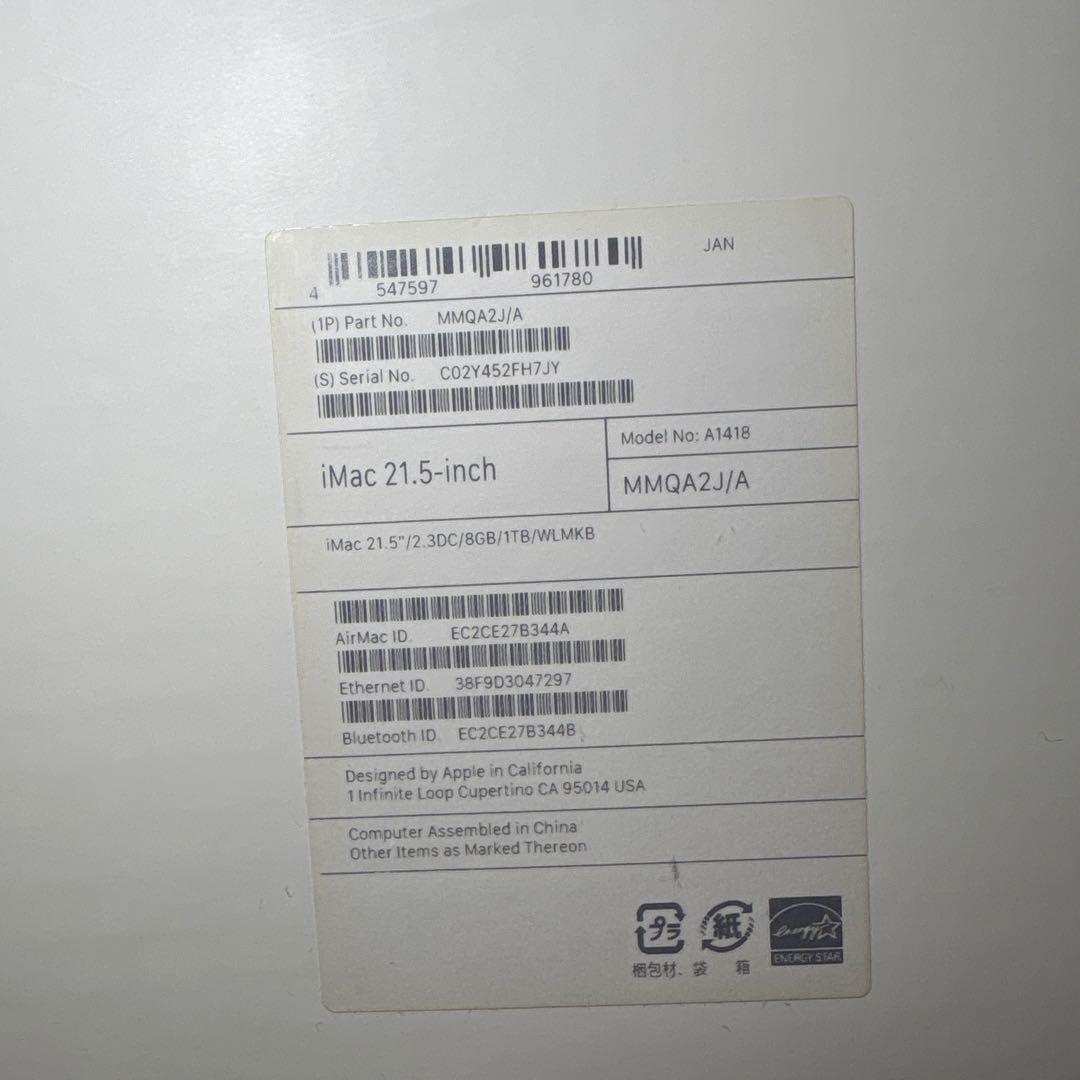 JAN
4 547597 961780
(1P) Part No. MMQA2J/A
(S) Serial No. C02Y452FH7JY
iMac 21.5-inch
Model No: A1418
MMQA2J/A
iMac 21.5"/2.3DC/8GB/1TB/WLMKB
AirMac ID. EC2CE27B344A
Ethernet ID. 38F9D3047297
Bluetooth ID. EC2CE27B344B
Designed by Apple in California
1 Infinite Loop Cupertino CA 95014 USA
Computer Assembled in China
Other Items as Marked Thereon
プラ
紙
energy
梱包材、袋
箱
ENERGY STAR